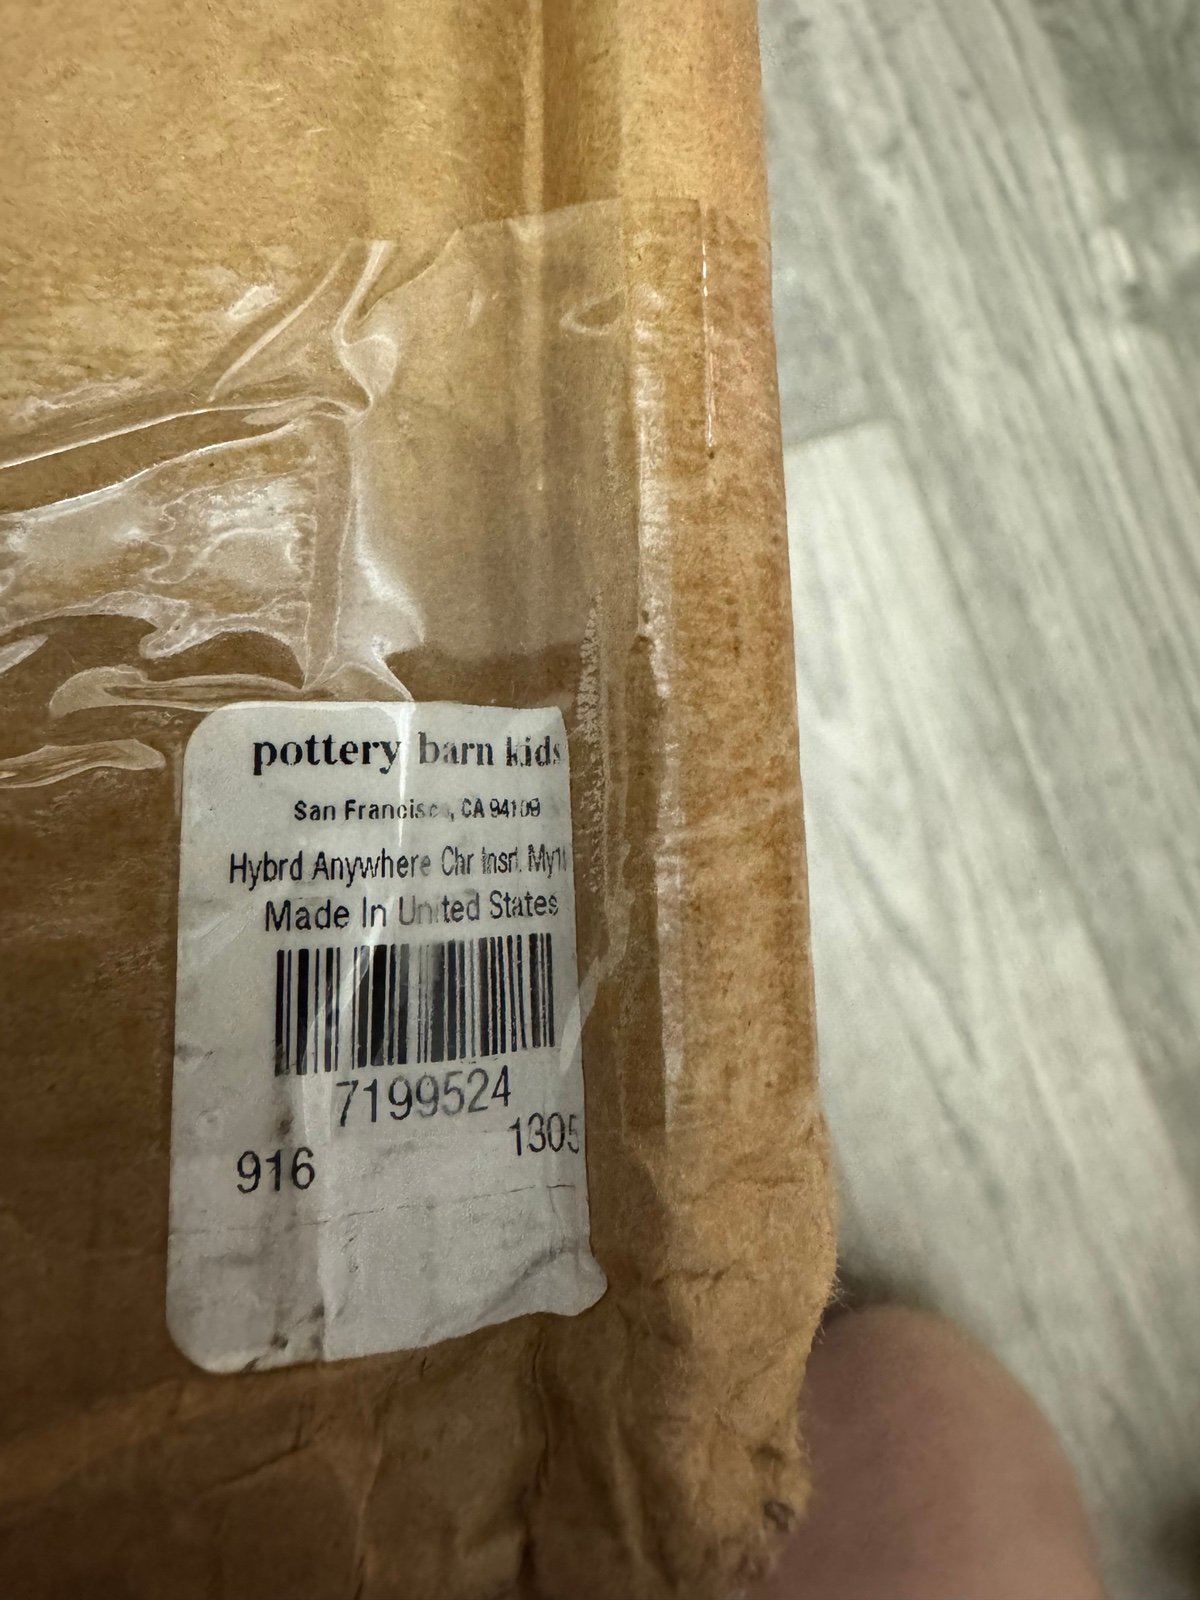 pottery barn kids
San Francisco, CA 94109
Hybrd Anywhere Chr Insrt
Made In United States
7199524
1305
916